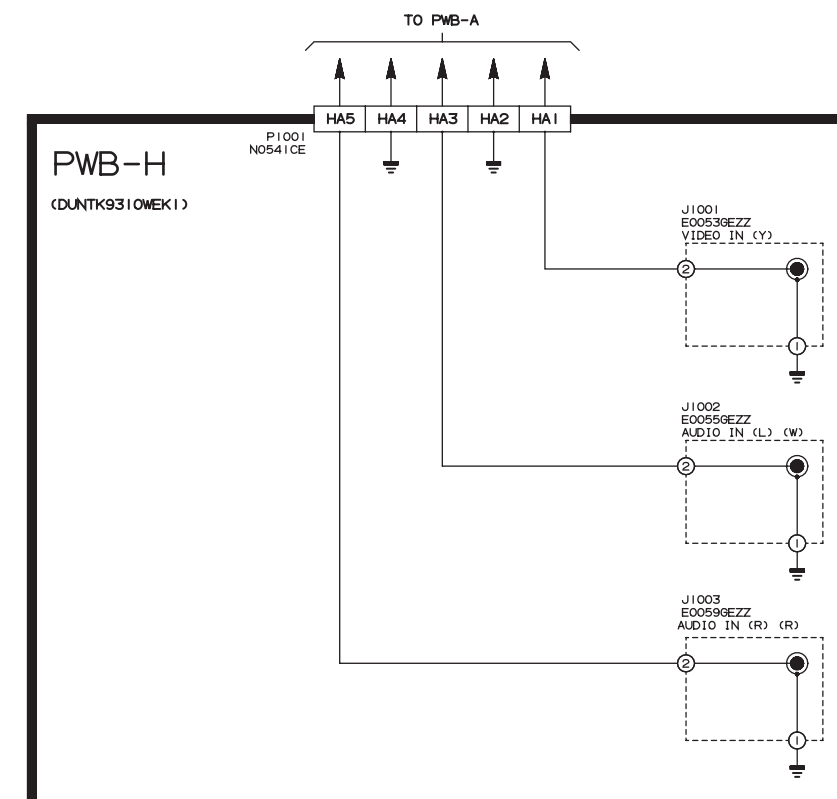 TO PWB-A
HA5 HA4 HA3 HA2 HA1
P1001
N0541CE
PWB-H
(DUNTK9310WEK1)
J1001
E0053GEZZ
VIDEO IN (Y)
2
1
J1002
E0055GEZZ
AUDIO IN (L) (W)
2
1
J1003
E0059GEZZ
AUDIO IN (R) (R)
2
1